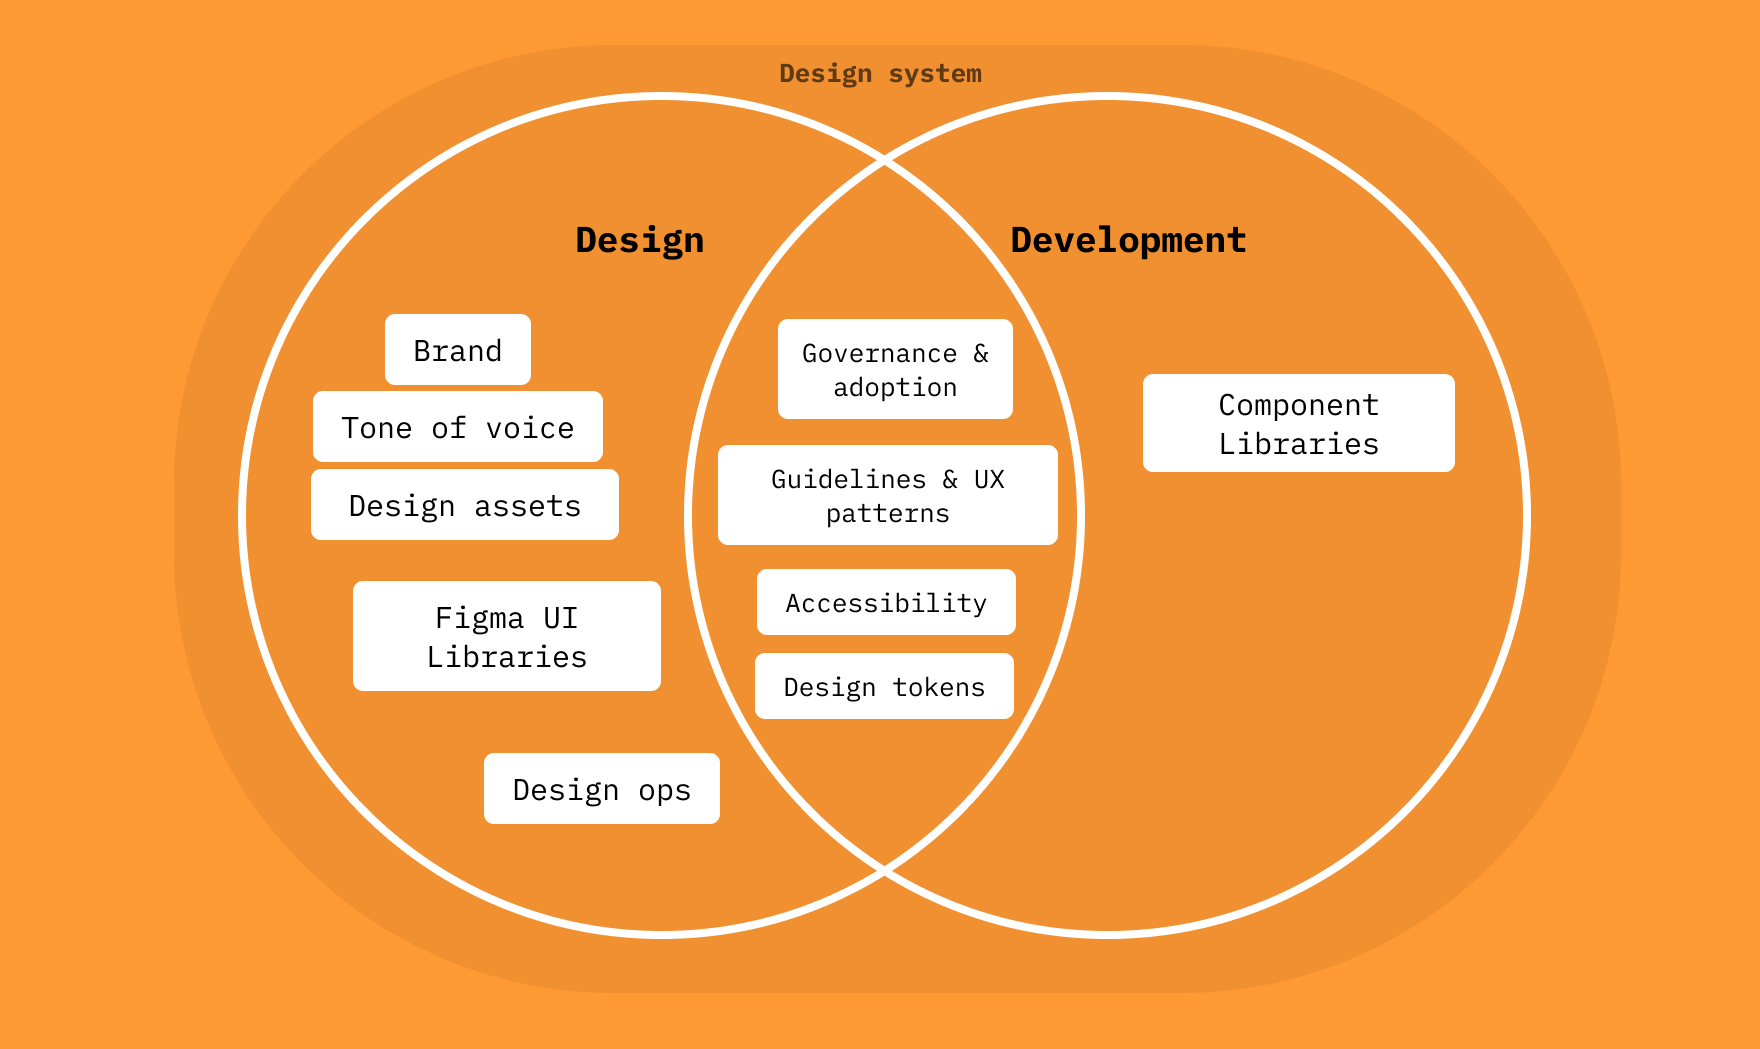 Design system
Design
Development
Brand
Tone of voice
Design assets
Figma UI
Libraries
Design ops
Governance &
adoption
Guidelines & UX
patterns
Accessibility
Design tokens
Component
Libraries